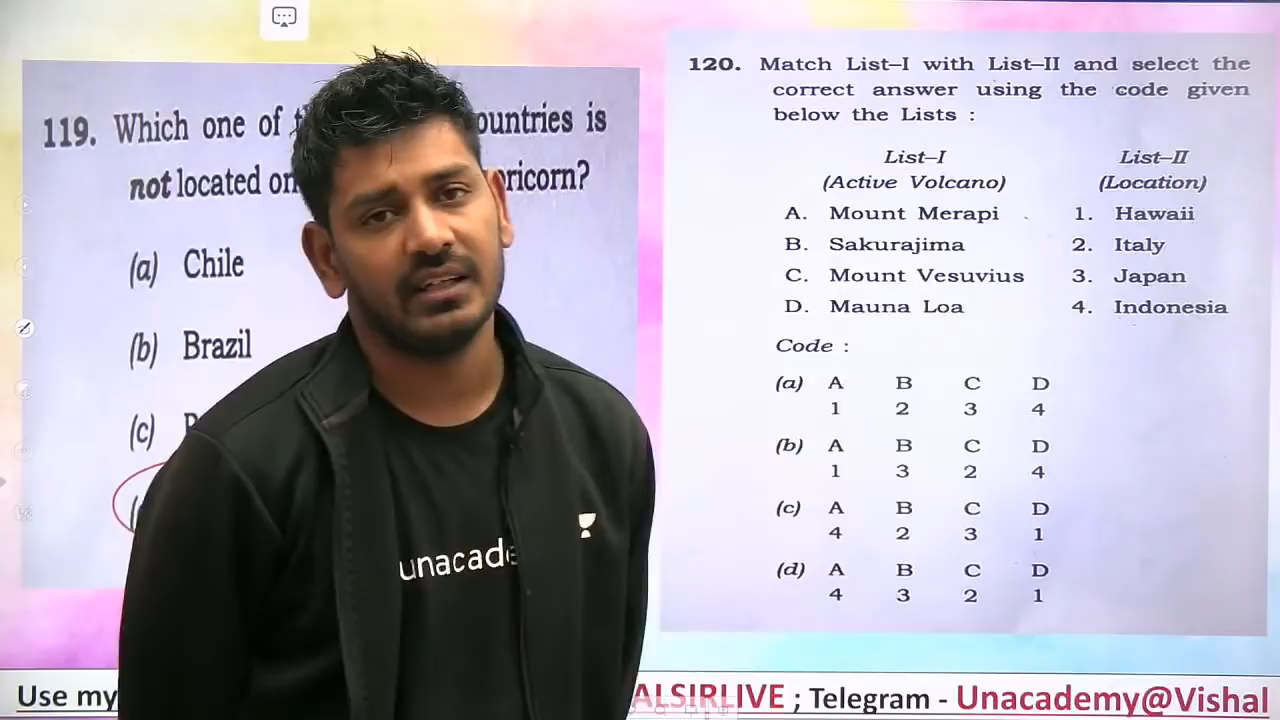 119. Which one of
ountries is
not located on
pricorn?
(a) Chile
(b) Brazil
(c)
120. Match List–I with List–II and select the
correct answer using the code given
below the Lists :
List–I List–II
(Active Volcano) (Location)
A. Mount Merapi 1. Hawaii
B. Sakurajima 2. Italy
C. Mount Vesuvius 3. Japan
D. Mauna Loa 4. Indonesia
Code :
(a) A B C D
1 2 3 4
(b) A B C D
1 3 2 4
(c) A B C D
4 2 3 1
(d) A B C D
4 3 2 1
unacade
Use my
ALSIRLIVE ; Telegram - Unacademy@Vishal